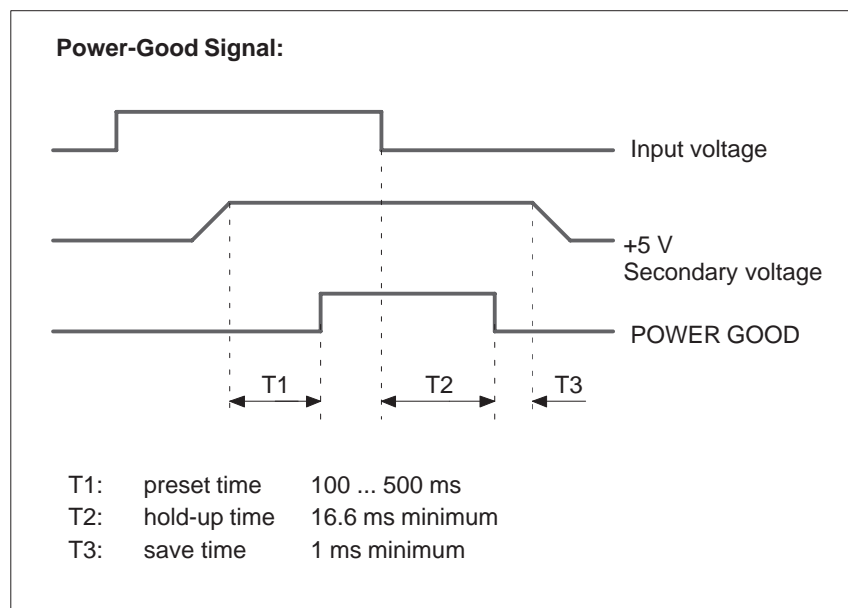 Power-Good Signal:
Input voltage
+5 V
Secondary voltage
POWER GOOD
T1 T2 T3
T1: preset time 100 ... 500 ms
T2: hold-up time 16.6 ms minimum
T3: save time 1 ms minimum